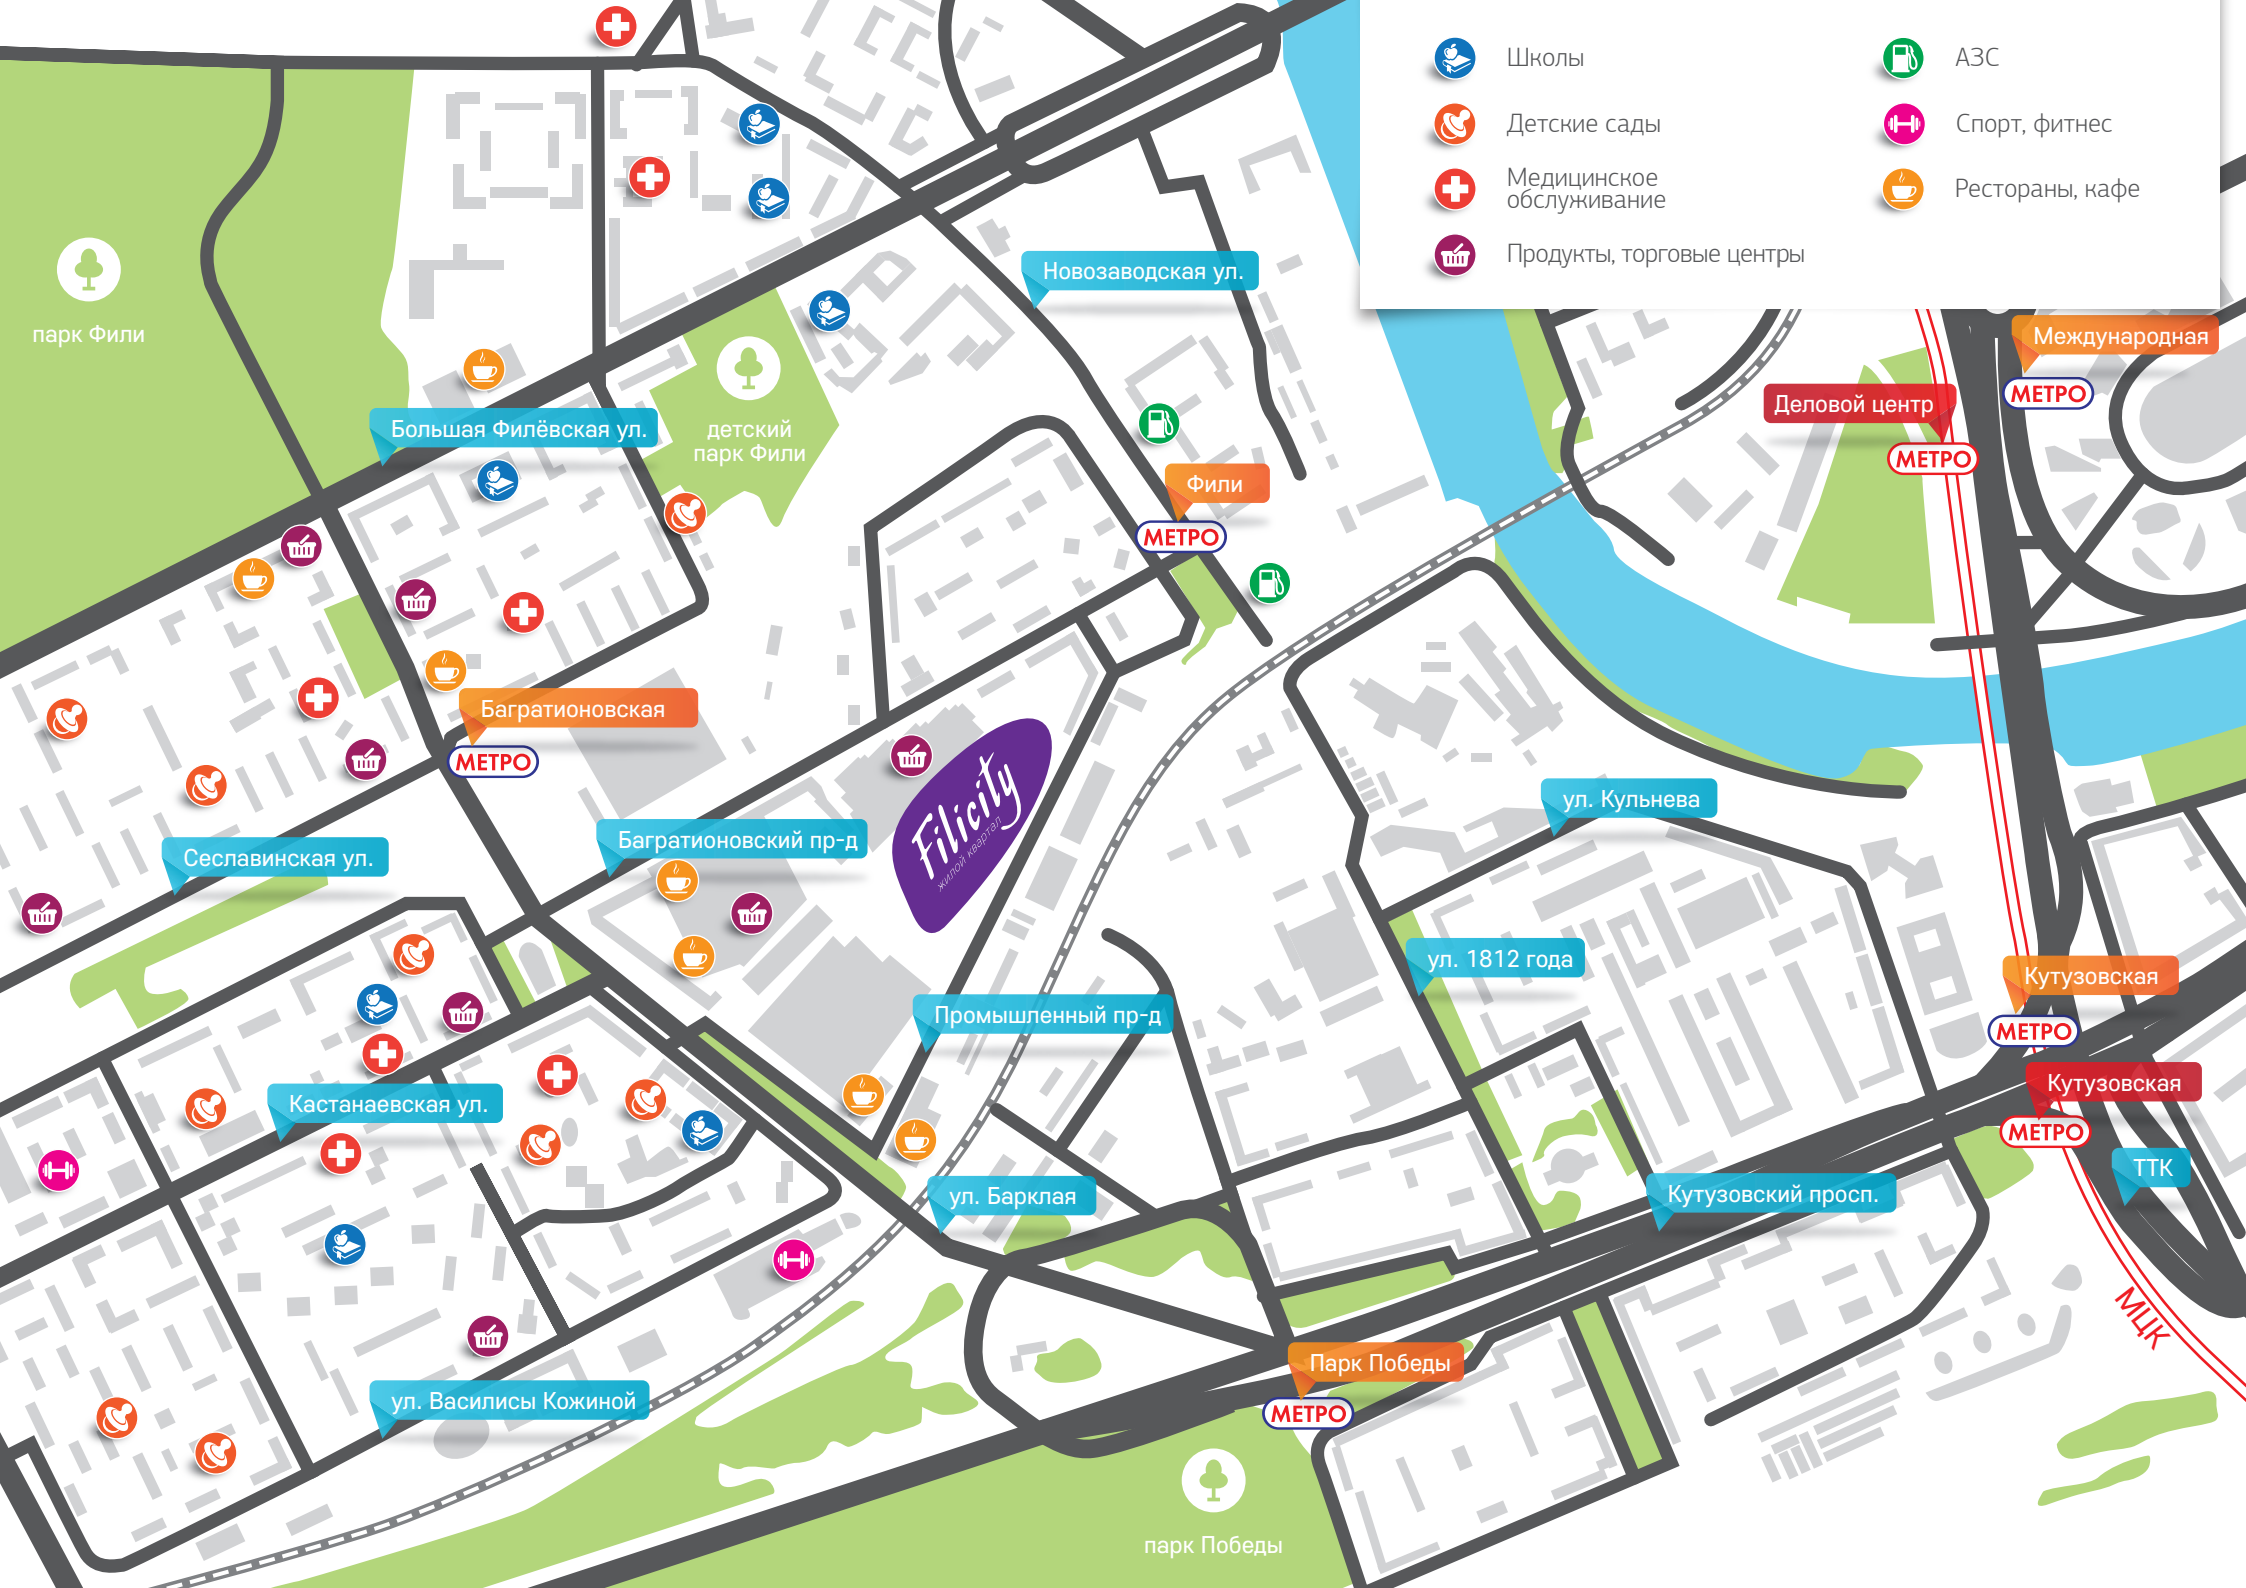 Школы
АЗС
Детские сады
Спорт, фитнес
Медицинское
обслуживание
Рестораны, кафе
Продукты, торговые центры
Новозаводская ул.
парк Фили
Международная
МЕТРО
Деловой центр
МЕТРО
Большая Филёвская ул.
детский
парк Фили
Фили
МЕТРО
Багратионовская
МЕТРО
Filicity
жилой квартал
ул. Кульнева
Багратионовский пр-д
Сеславинская ул.
ул. 1812 года
Кутузовская
МЕТРО
Промышленный пр-д
Кутузовская
МЕТРО
Кастанаевская ул.
ТТК
ул. Барклая
Кутузовский просп.
МЦК
Парк Победы
МЕТРО
ул. Василисы Кожиной
парк Победы